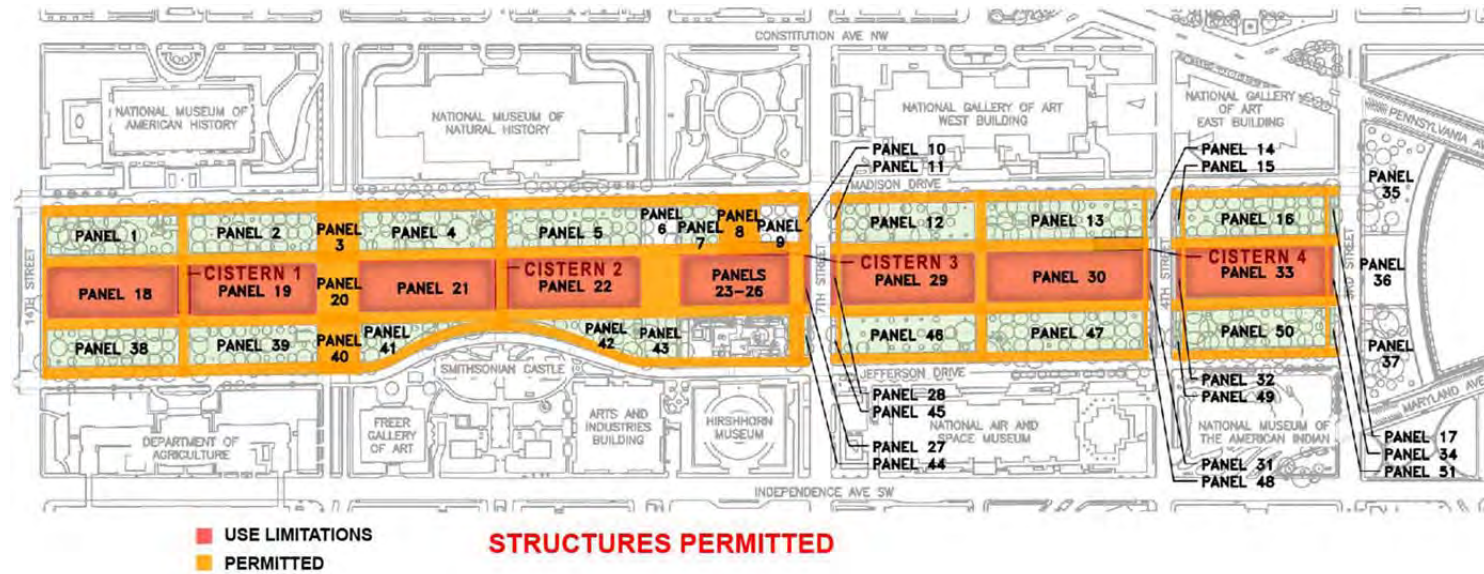 CONSTITUTION AVE NW
NATIONAL MUSEUM OF
AMERICAN HISTORY
NATIONAL MUSEUM OF
NATURAL HISTORY
NATIONAL GALLERY OF ART
WEST BUILDING
NATIONAL GALLERY
OF ART
EAST BUILDING
PENNSYLVANIA AV
PANEL 10
PANEL 11
PANEL 14
PANEL 15
MADISON DRIVE
PANEL
35
PANEL 1
PANEL 2
PANEL
3
PANEL 4
PANEL 5
PANEL
6
PANEL
7
PANEL
8
PANEL
9
PANEL 12
PANEL 13
PANEL 16
14TH STREET
CISTERN 1
PANEL 18
PANEL 19
PANEL
20
PANEL 21
CISTERN 2
PANEL 22
PANELS
23-26
7TH STREET
CISTERN 3
PANEL 29
PANEL 30
4TH STREET
CISTERN 4
PANEL 33
3RD STREET
PANEL
36
PANEL 38
PANEL 39
PANEL
40
PANEL
41
PANEL
42
PANEL
43
PANEL 46
PANEL 47
PANEL 50
PANEL
37
SMITHSONIAN CASTLE
JEFFERSON DRIVE
PANEL 28
PANEL 45
PANEL 32
PANEL 49
MARYLAND AVE
DEPARTMENT OF
AGRICULTURE
FREER
GALLERY
OF ART
ARTS AND
INDUSTRIES
BUILDING
HIRSHHORN
MUSEUM
NATIONAL AIR AND
SPACE MUSEUM
NATIONAL MUSEUM OF
THE AMERICAN INDIAN
PANEL 27
PANEL 44
PANEL 31
PANEL 48
PANEL 17
PANEL 34
PANEL 51
INDEPENDENCE AVE SW
USE LIMITATIONS
PERMITTED
STRUCTURES PERMITTED